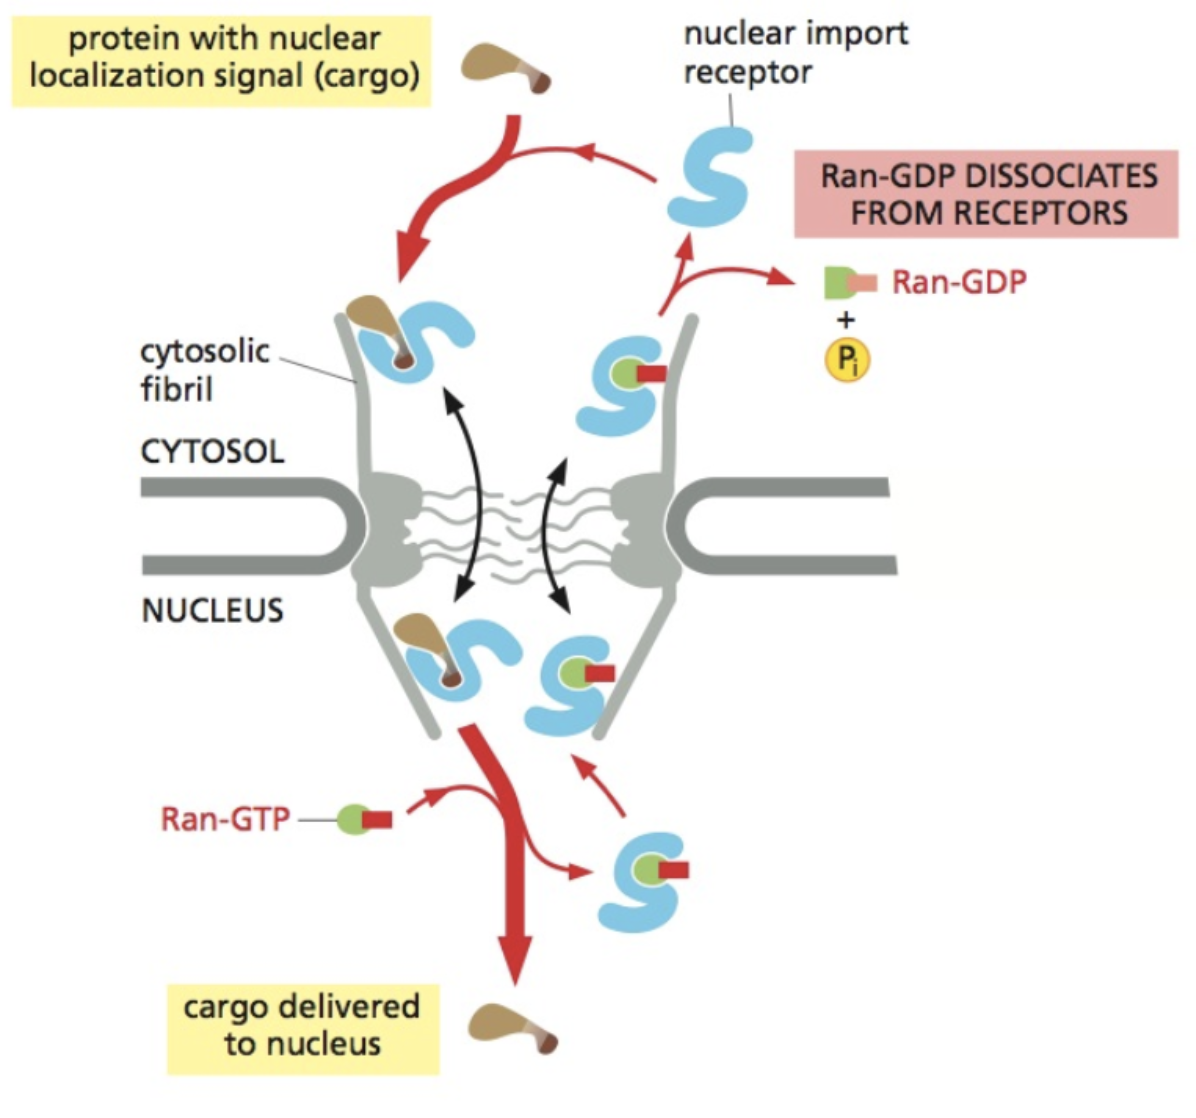 protein with nuclear
localization signal (cargo)
nuclear import
receptor
Ran-GDP DISSOCIATES
FROM RECEPTORS
Ran-GDP
+
Pi
cytosolic
fibril
CYTOSOL
NUCLEUS
Ran-GTP
cargo delivered
to nucleus